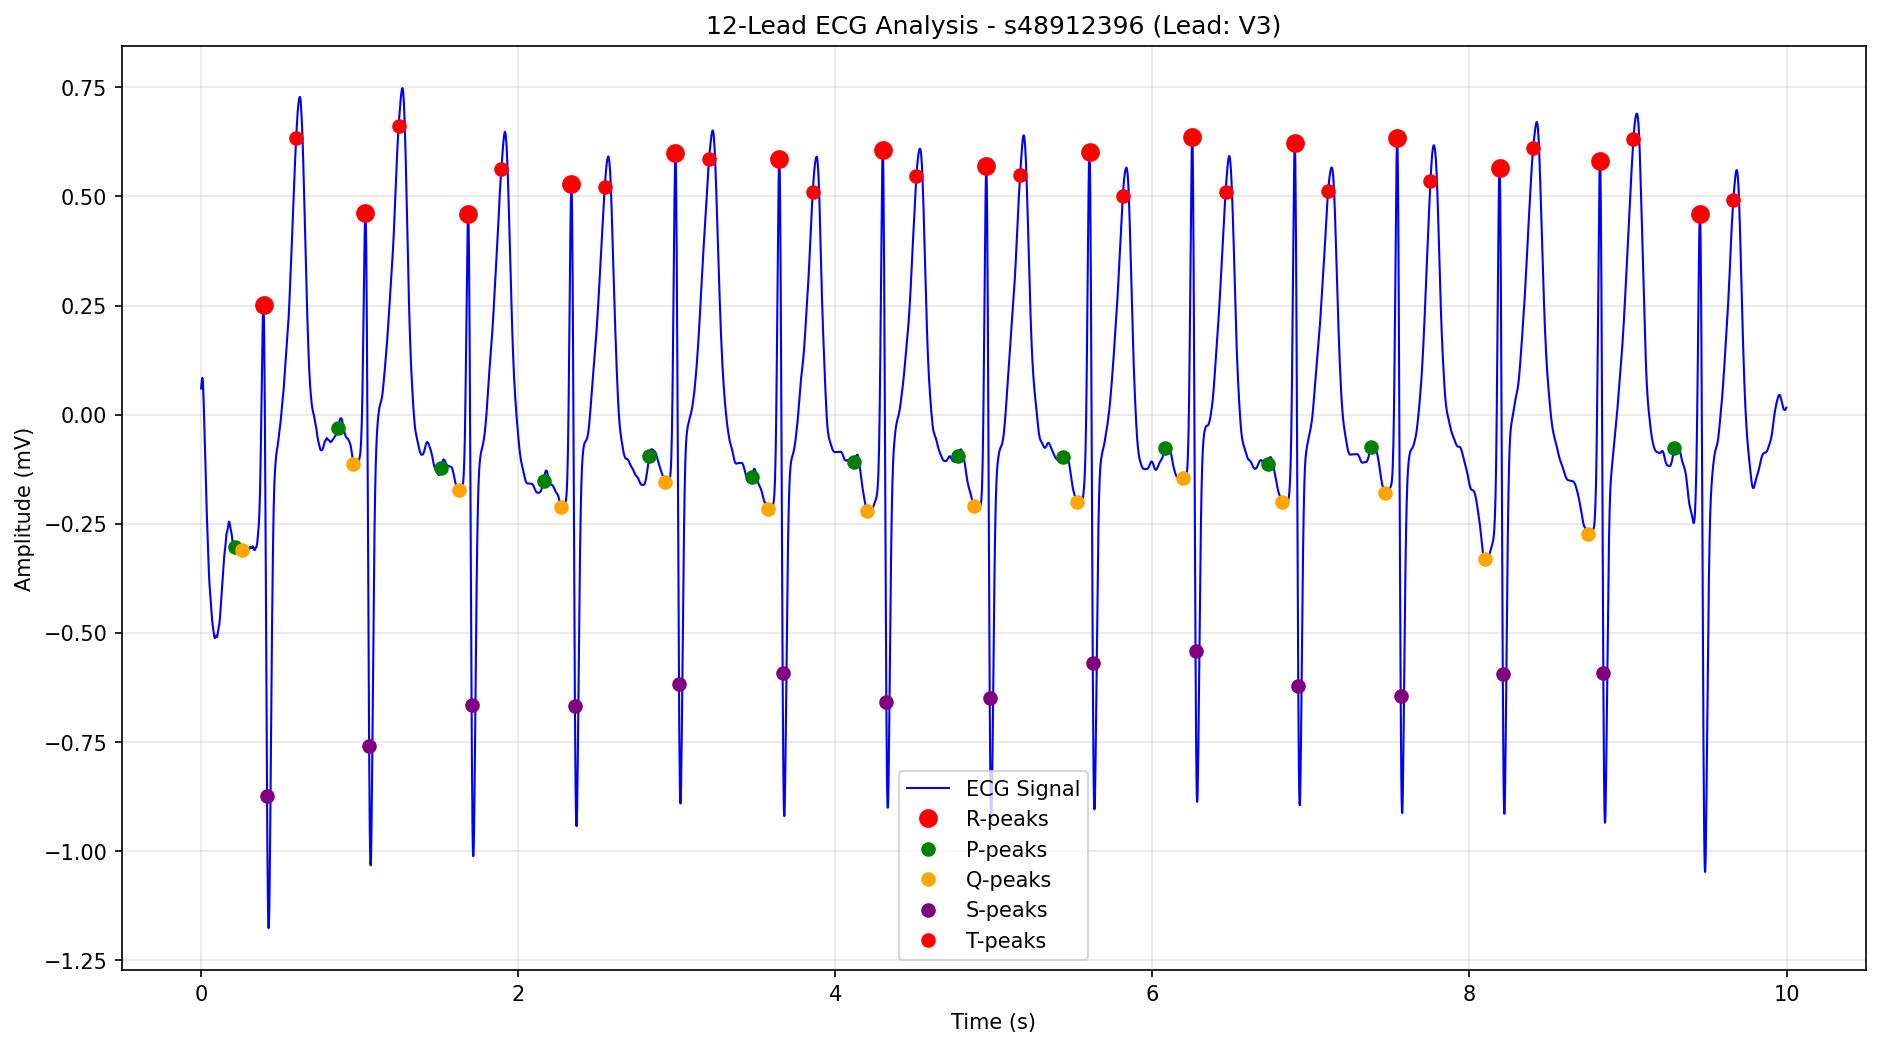 12-Lead ECG Analysis - s48912396 (Lead: V3)
Amplitude (mV)
0.75
0.50
0.25
0.00
−0.25
−0.50
−0.75
−1.00
−1.25
ECG Signal
R-peaks
P-peaks
Q-peaks
S-peaks
T-peaks
0 2 4 6 8 10
Time (s)